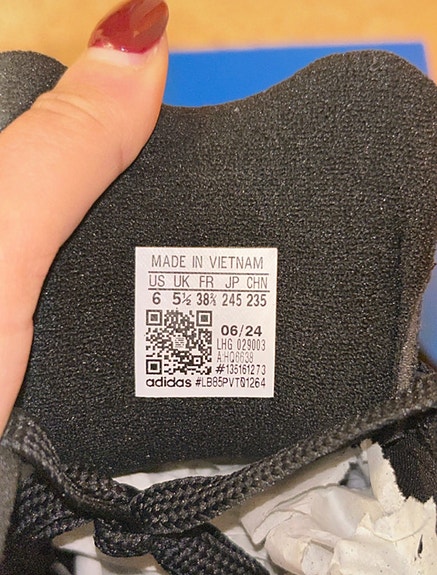 MADE IN VIETNAM
US UK FR JP CHN
6 5½ 38⅔ 245 235
06/24
LHG 029003
A:HQ6638
#135161273
adidas #LB85PVT01264